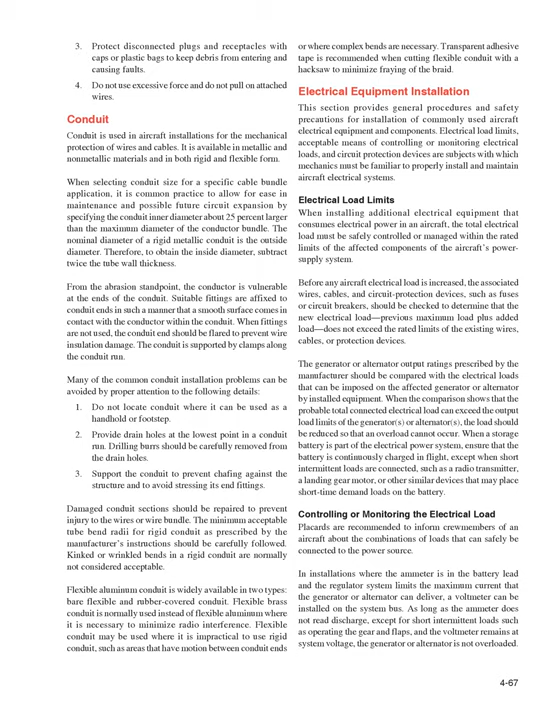 3. Protect disconnected plugs and receptacles with
caps or plastic bags to keep debris from entering and
causing faults.
4. Do not use excessive force and do not pull on attached
wires.
Conduit
Conduit is used in aircraft installations for the mechanical
protection of wires and cables. It is available in metallic and
nonmetallic materials and in both rigid and flexible form.
When selecting conduit size for a specific cable bundle
application, it is common practice to allow for ease in
maintenance and possible future circuit expansion by
specifying the conduit inner diameter about 25 percent larger
than the maximum diameter of the conductor bundle. The
nominal diameter of a rigid metallic conduit is the outside
diameter. Therefore, to obtain the inside diameter, subtract
twice the tube wall thickness.
From the abrasion standpoint, the conductor is vulnerable
at the ends of the conduit. Suitable fittings are affixed to
conduit ends in such a manner that a smooth surface comes in
contact with the conductor within the conduit. When fittings
are not used, the conduit end should be flared to prevent wire
insulation damage. The conduit is supported by clamps along
the conduit run.
Many of the common conduit installation problems can be
avoided by proper attention to the following details:
1. Do not locate conduit where it can be used as a
handhold or footstep.
2. Provide drain holes at the lowest point in a conduit
run. Drilling burrs should be carefully removed from
the drain holes.
3. Support the conduit to prevent chafing against the
structure and to avoid stressing its end fittings.
Damaged conduit sections should be repaired to prevent
injury to the wires or wire bundle. The minimum acceptable
tube bend radii for rigid conduit as prescribed by the
manufacturer's instructions should be carefully followed.
Kinked or wrinkled bends in a rigid conduit are normally
not considered acceptable.
Flexible aluminum conduit is widely available in two types:
bare flexible and rubber-covered conduit. Flexible brass
conduit is normally used instead of flexible aluminum where
it is necessary to minimize radio interference. Flexible
conduit may be used where it is impractical to use rigid
conduit, such as areas that have motion between conduit ends
or where complex bends are necessary. Transparent adhesive
tape is recommended when cutting flexible conduit with a
hacksaw to minimize fraying of the braid.
Electrical Equipment Installation
This section provides general procedures and safety
precautions for installation of commonly used aircraft
electrical equipment and components. Electrical load limits,
acceptable means of controlling or monitoring electrical
loads, and circuit protection devices are subjects with which
mechanics must be familiar to properly install and maintain
aircraft electrical systems.
Electrical Load Limits
When installing additional electrical equipment that
consumes electrical power in an aircraft, the total electrical
load must be safely controlled or managed within the rated
limits of the affected components of the aircraft's power-
supply system.
Before any aircraft electrical load is increased, the associated
wires, cables, and circuit-protection devices, such as fuses
or circuit breakers, should be checked to determine that the
new electrical load—previous maximum load plus added
load—does not exceed the rated limits of the existing wires,
cables, or protection devices.
The generator or alternator output ratings prescribed by the
manufacturer should be compared with the electrical loads
that can be imposed on the affected generator or alternator
by installed equipment. When the comparison shows that the
probable total connected electrical load can exceed the output
load limits of the generator(s) or alternator(s), the load should
be reduced so that an overload cannot occur. When a storage
battery is part of the electrical power system, ensure that the
battery is continuously charged in flight, except when short
intermittent loads are connected, such as a radio transmitter,
a landing gear motor, or other similar devices that may place
short-time demand loads on the battery.
Controlling or Monitoring the Electrical Load
Placards are recommended to inform crewmembers of an
aircraft about the combinations of loads that can safely be
connected to the power source.
In installations where the ammeter is in the battery lead
and the regulator system limits the maximum current that
the generator or alternator can deliver, a voltmeter can be
installed on the system bus. As long as the ammeter does
not read discharge, except for short intermittent loads such
as operating the gear and flaps, and the voltmeter remains at
system voltage, the generator or alternator is not overloaded.
4-67